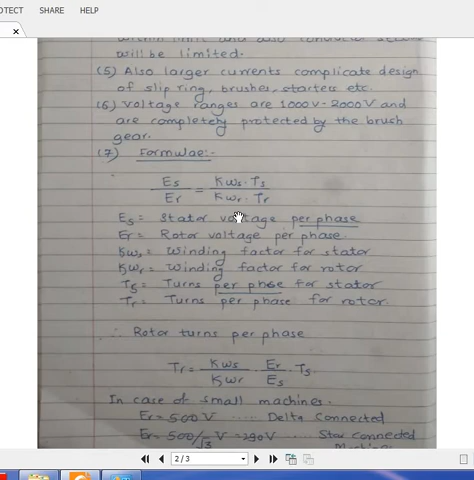 OTECT SHARE HELP
will be limited.
(5) Also larger currents complicate design
of slip ring, brushes, starters etc.
(6) Voltage ranges are 1000V-2000V and
are completely protected by the brush
gear.
(7) Formulae:-
Es/Er = Kws·Ts/Kwr·Tr
Es = Stator voltage per phase
Er = Rotor voltage per phase.
Kws = Winding factor for stator
Kwr = Winding factor for rotor
Ts = Turns per phase for stator
Tr = Turns per phase for rotor.
∴ Rotor turns per phase
Tr = Kws/Kwr · Er/Es · Ts
In case of small machines.
Er = 500V ..... Delta Connected
Er = 500/√3 V = 290V ..... Star connected
2 / 3